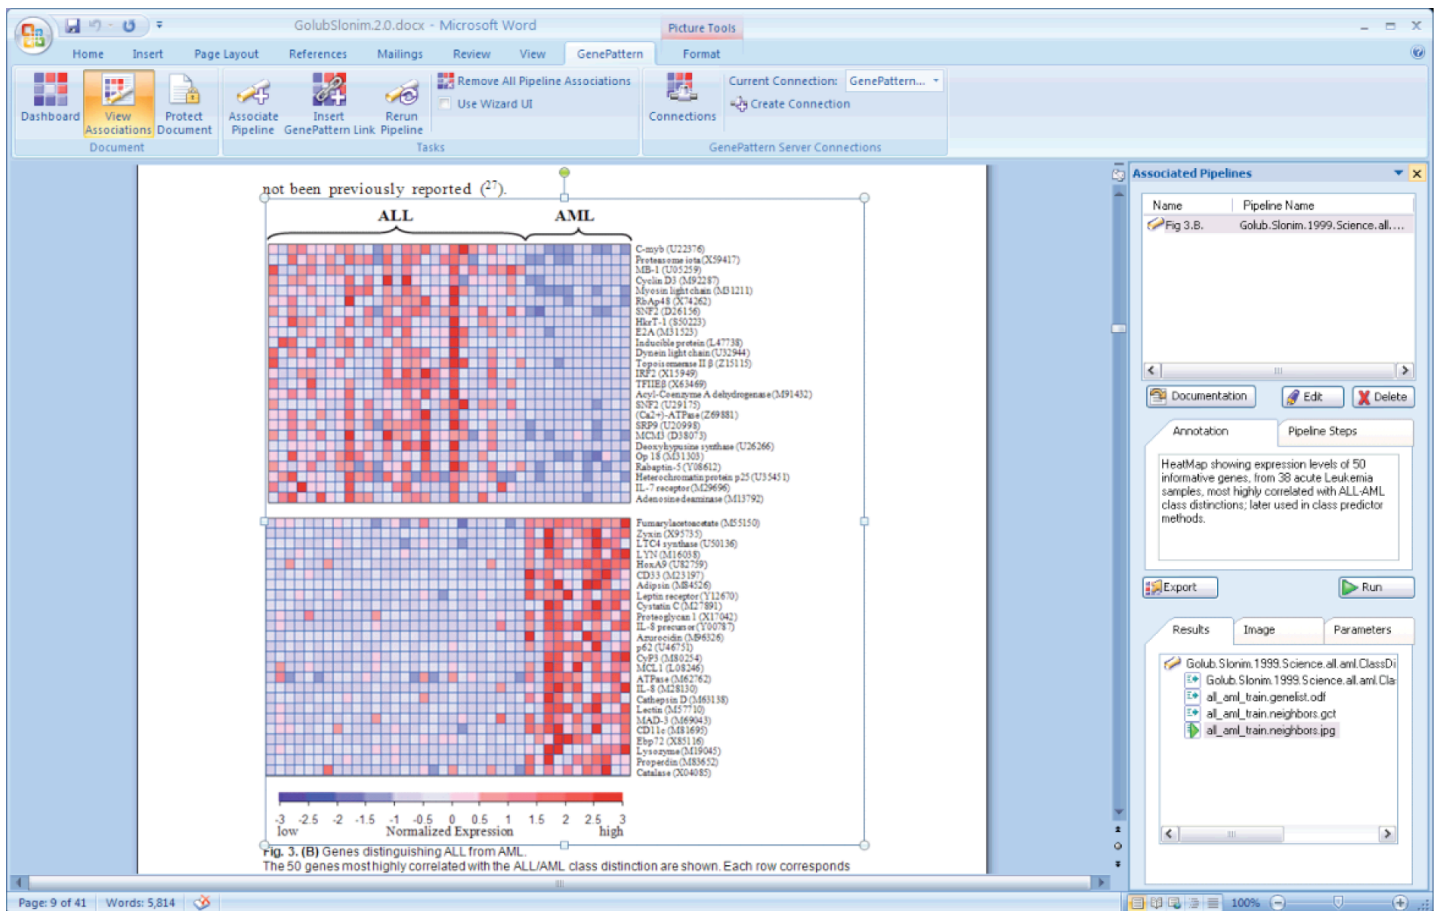 GolubSlonim.2.0.docx - Microsoft Word
Picture Tools
Home Insert Page Layout References Mailings Review View GenePattern Format
Dashboard
View Associations
Protect Document
Document
Associate Pipeline
Insert GenePattern Link
Rerun Pipeline
Remove All Pipeline Associations
Use Wizard UI
Tasks
Connections
Current Connection: GenePattern...
Create Connection
GenePattern Server Connections
not been previously reported (27).
ALL AML
C-myb (U22376)
Proteasome iota (X59417)
MB-1 (U05259)
Cyclin D3 (M92287)
Myosin light chain (M31211)
RbAp48 (X74262)
SNF2 (D26156)
HkrT-1 (S50223)
E2A (M31523)
Inducible protein (L47738)
Dynein light chain (U32944)
Topoisomerase II β (Z15115)
IRF2 (X15949)
TFIIEβ (X63469)
Acyl-Coenzyme A dehydrogenase (M91432)
SNF2 (U29175)
(Ca2+)-ATPase (Z69881)
SRP9 (U20998)
MCM3 (D38073)
Deoxyhypusine synthase (U26266)
Op 18 (M31303)
Rabaptin-5 (Y08612)
Heterochromatin protein p25 (U35451)
IL-7 receptor (M29696)
Adenosine deaminase (M13792)
Fumarylacetoacetate (M55150)
Zyxin (X95735)
LTC4 synthase (U50136)
LYN (M16038)
HoxA9 (U82759)
CD33 (M23197)
Adipsin (M84526)
Leptin receptor (Y12670)
Cystatin C (M27891)
Proteoglycan 1 (X17042)
IL-8 precursor (Y00787)
Azurocidin (M96326)
p62 (U46751)
CyP3 (M80254)
MCL1 (L08246)
ATPase (M62762)
IL-8 (M28130)
Cathepsin D (M63138)
Lectin (M57710)
MAD-3 (M69043)
CD11c (M81695)
Ebp72 (X85116)
Lysozyme (M19045)
Properdin (M83652)
Catalase (X04085)
-3 -2.5 -2 -1.5 -1 -0.5 0 0.5 1 1.5 2 2.5 3
low Normalized Expression high
Fig. 3. (B) Genes distinguishing ALL from AML.
The 50 genes most highly correlated with the ALL/AML class distinction are shown. Each row corresponds
Associated Pipelines
Name Pipeline Name
Fig 3.B. Golub.Slonim.1999.Science.all....
Documentation Edit Delete
Annotation Pipeline Steps
HeatMap showing expression levels of 50
informative genes, from 38 acute Leukemia
samples, most highly correlated with ALL-AML
class distinctions; later used in class predictor
methods.
Export Run
Results Image Parameters
Golub.Slonim.1999.Science.all.aml.ClassDi
Golub.Slonim.1999.Science.all.aml.Cla
all_aml_train.genelist.odf
all_aml_train.neighbors.gct
all_aml_train.neighbors.jpg
Page: 9 of 41 Words: 5,814 100%